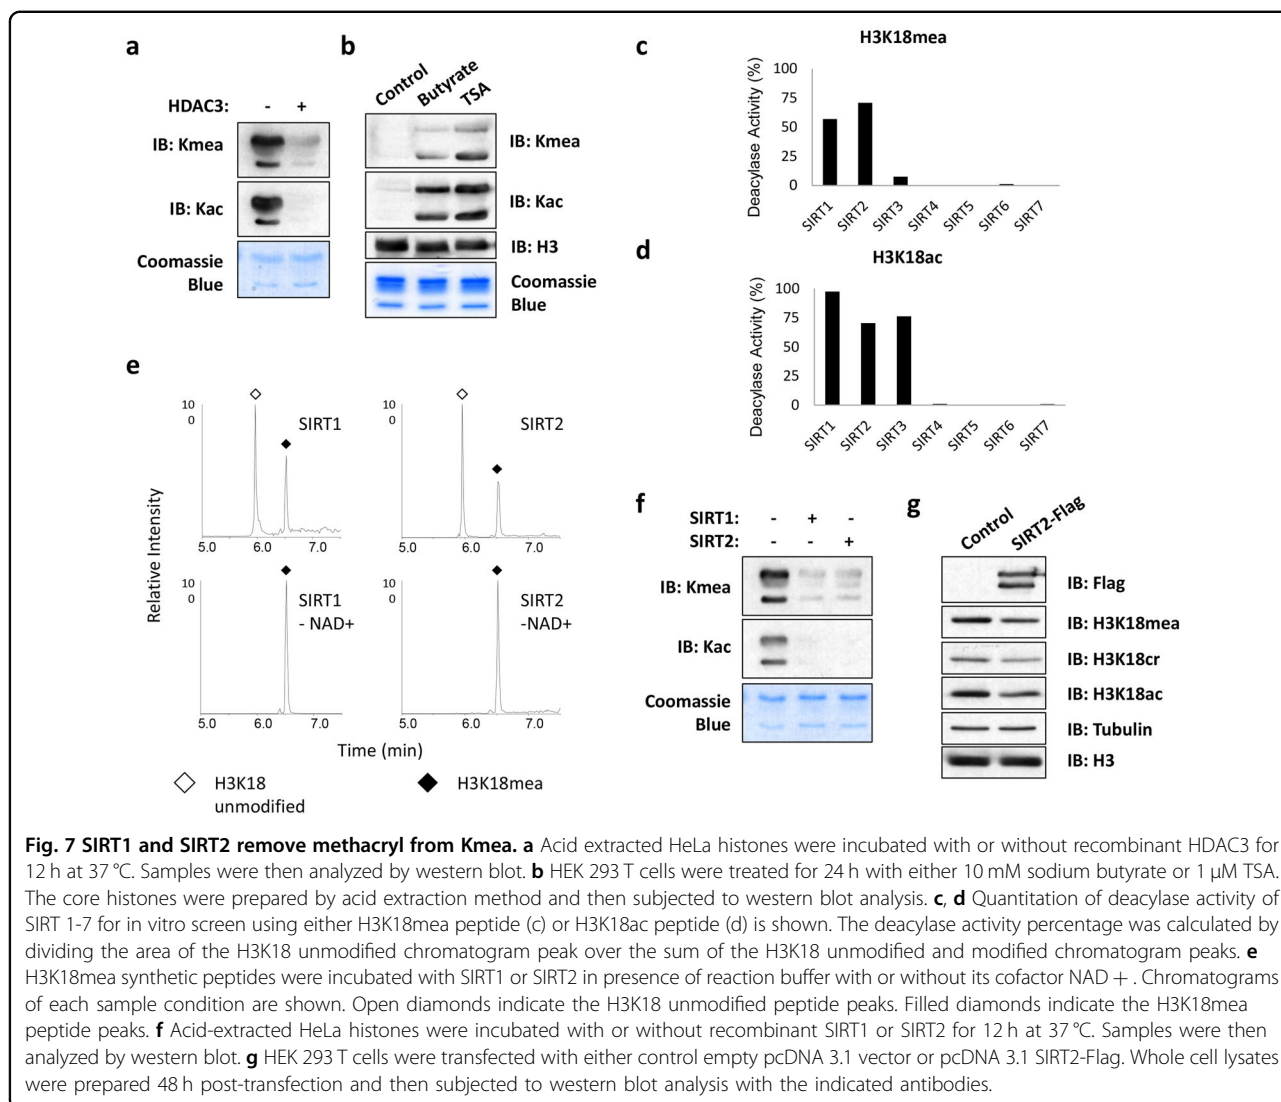 a
HDAC3: - +
IB: Kmea
IB: Kac
Coomassie
Blue
b
Control Butyrate TSA
IB: Kmea
IB: Kac
IB: H3
Coomassie
Blue
c
H3K18mea
Deacylase Activity (%)
100
75
50
25
0
SIRT1 SIRT2 SIRT3 SIRT4 SIRT5 SIRT6 SIRT7
d
H3K18ac
Deacylase Activity (%)
100
75
50
25
0
SIRT1 SIRT2 SIRT3 SIRT4 SIRT5 SIRT6 SIRT7
e
Relative Intensity
10
0
SIRT1
5.0 6.0 7.0
10
0
SIRT2
5.0 6.0 7.0
10
0
SIRT1
- NAD+
5.0 6.0 7.0
10
0
SIRT2
-NAD+
5.0 6.0 7.0
Time (min)
◇ H3K18
unmodified
◆ H3K18mea
f
SIRT1: - + -
SIRT2: - - +
IB: Kmea
IB: Kac
Coomassie
Blue
g
Control SIRT2-Flag
IB: Flag
IB: H3K18mea
IB: H3K18cr
IB: H3K18ac
IB: Tubulin
IB: H3
Fig. 7 SIRT1 and SIRT2 remove methacryl from Kmea. a Acid extracted HeLa histones were incubated with or without recombinant HDAC3 for
12 h at 37 °C. Samples were then analyzed by western blot. b HEK 293 T cells were treated for 24 h with either 10 mM sodium butyrate or 1 μM TSA.
The core histones were prepared by acid extraction method and then subjected to western blot analysis. c, d Quantitation of deacylase activity of
SIRT 1-7 for in vitro screen using either H3K18mea peptide (c) or H3K18ac peptide (d) is shown. The deacylase activity percentage was calculated by
dividing the area of the H3K18 unmodified chromatogram peak over the sum of the H3K18 unmodified and modified chromatogram peaks. e
H3K18mea synthetic peptides were incubated with SIRT1 or SIRT2 in presence of reaction buffer with or without its cofactor NAD + . Chromatograms
of each sample condition are shown. Open diamonds indicate the H3K18 unmodified peptide peaks. Filled diamonds indicate the H3K18mea
peptide peaks. f Acid-extracted HeLa histones were incubated with or without recombinant SIRT1 or SIRT2 for 12 h at 37 °C. Samples were then
analyzed by western blot. g HEK 293 T cells were transfected with either control empty pcDNA 3.1 vector or pcDNA 3.1 SIRT2-Flag. Whole cell lysates
were prepared 48 h post-transfection and then subjected to western blot analysis with the indicated antibodies.